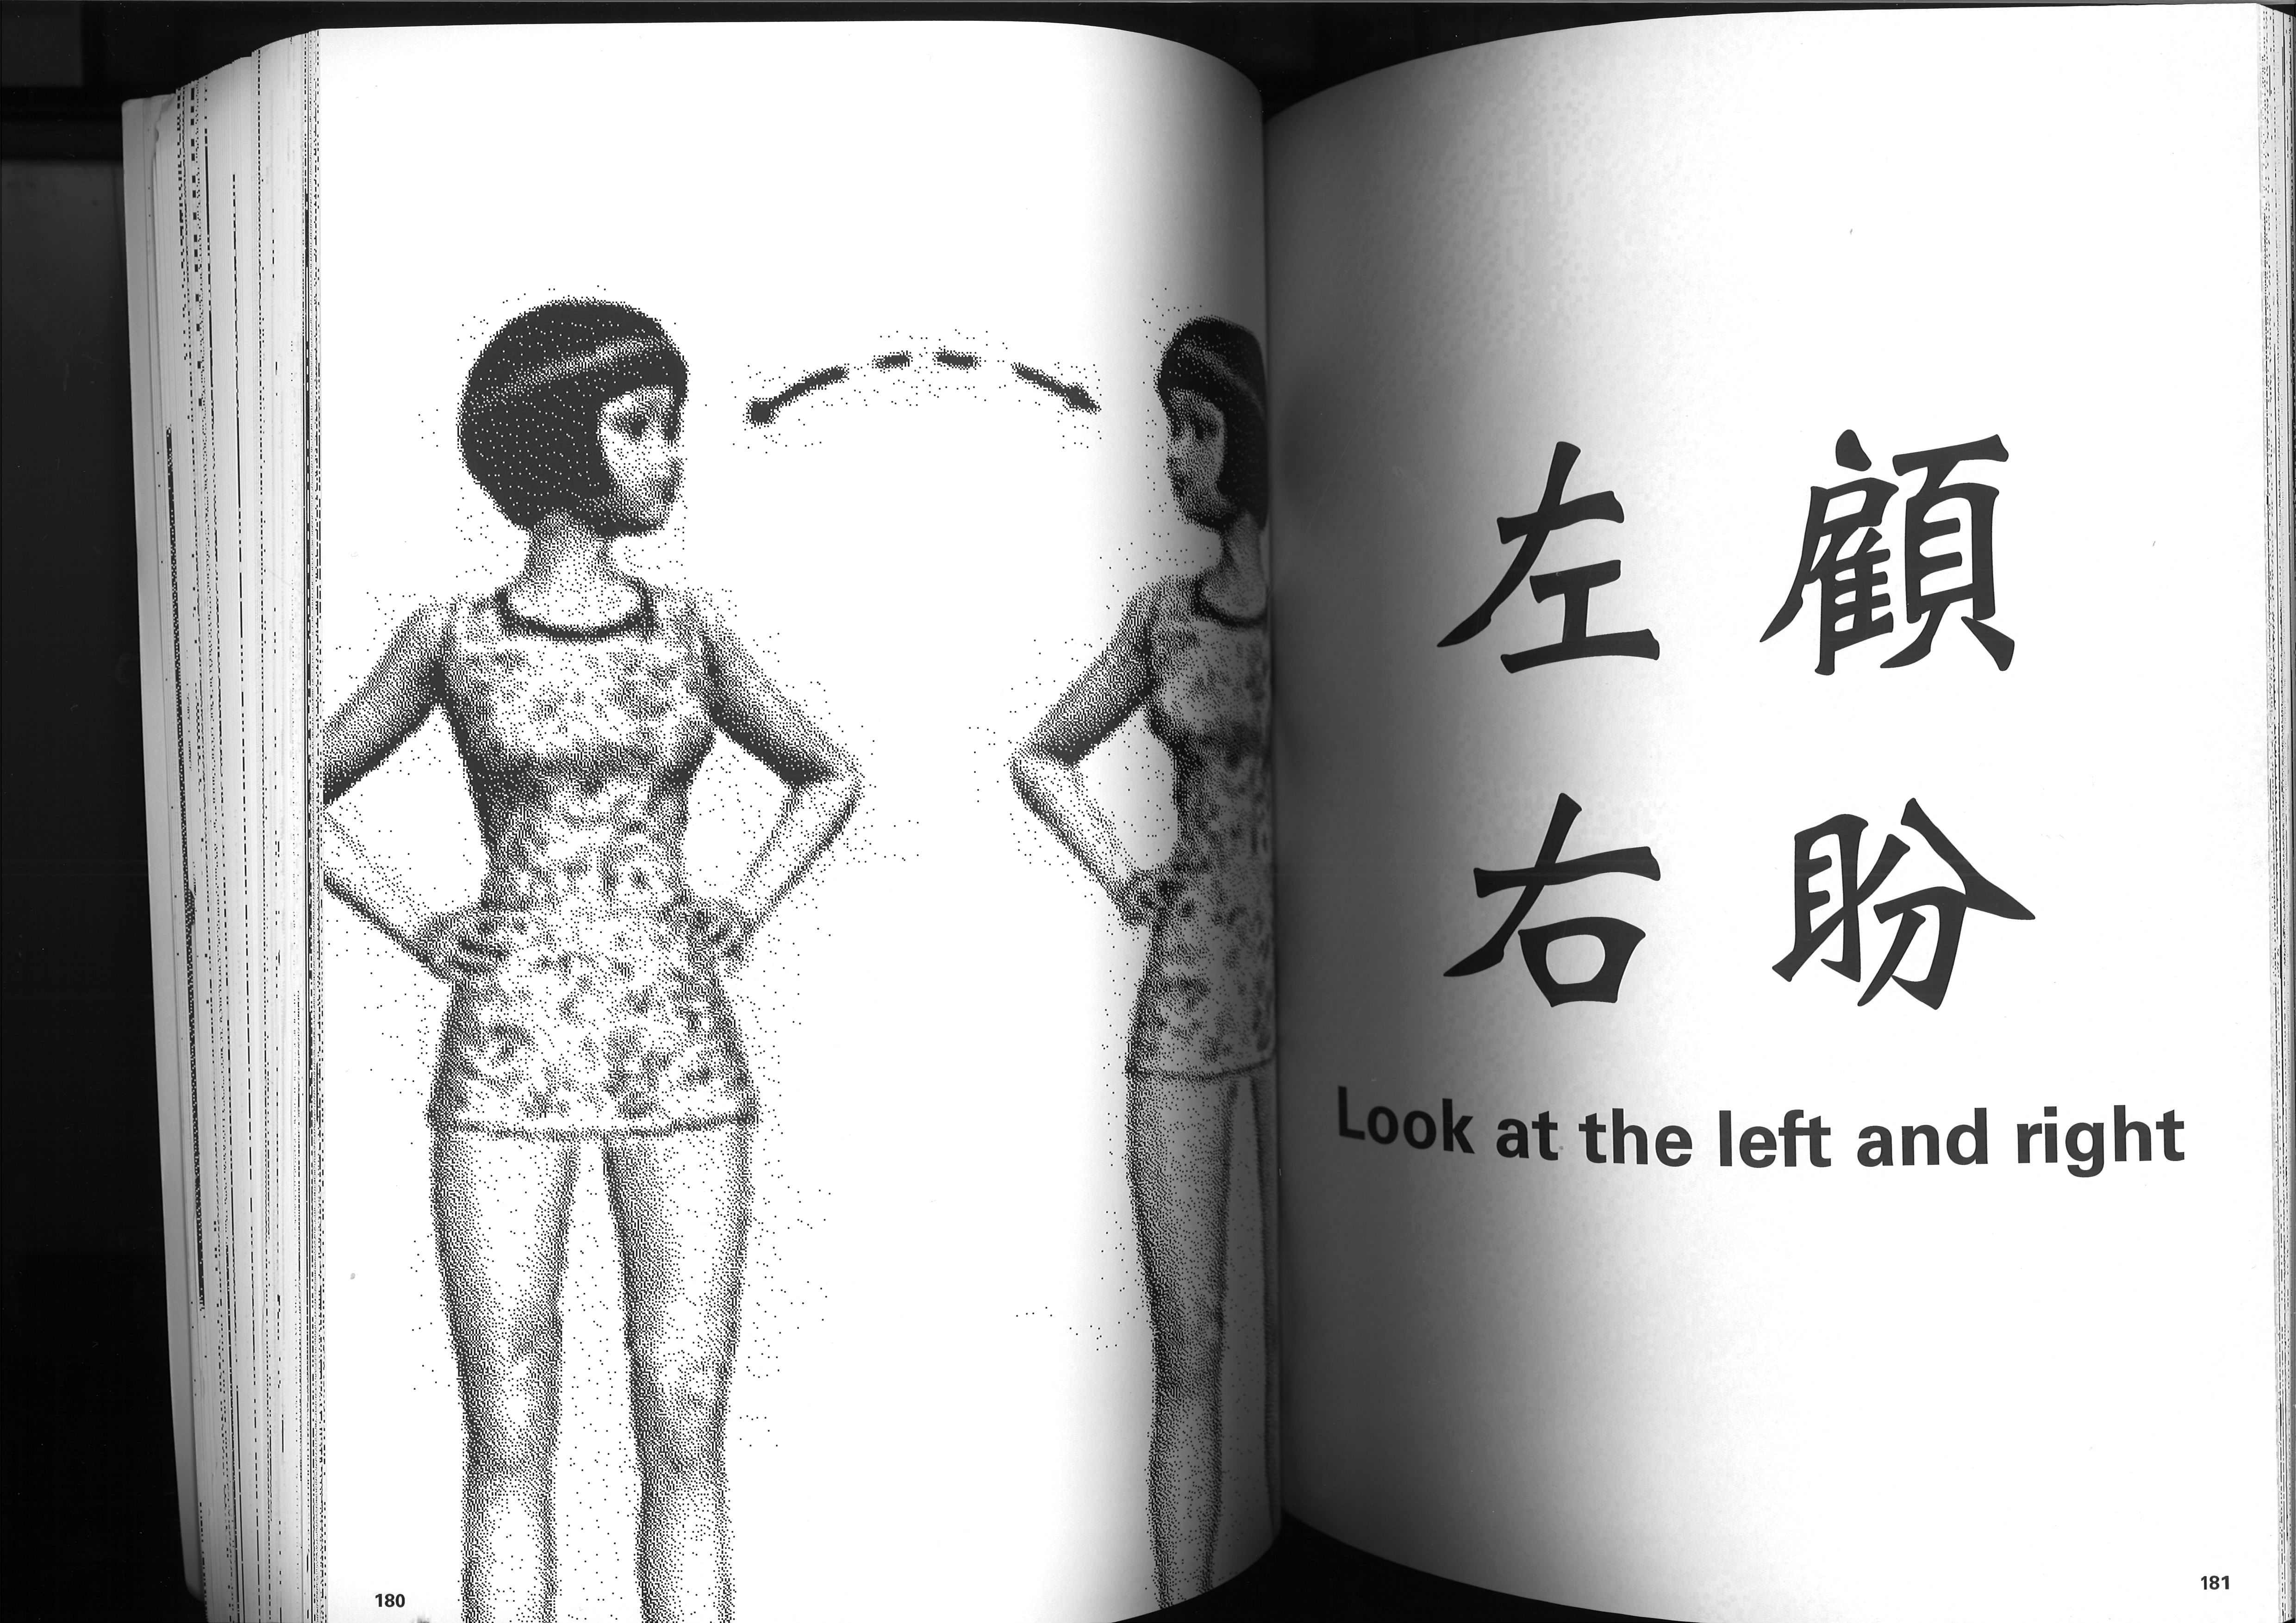 左顧
右盼
Look at the left and right
180
181